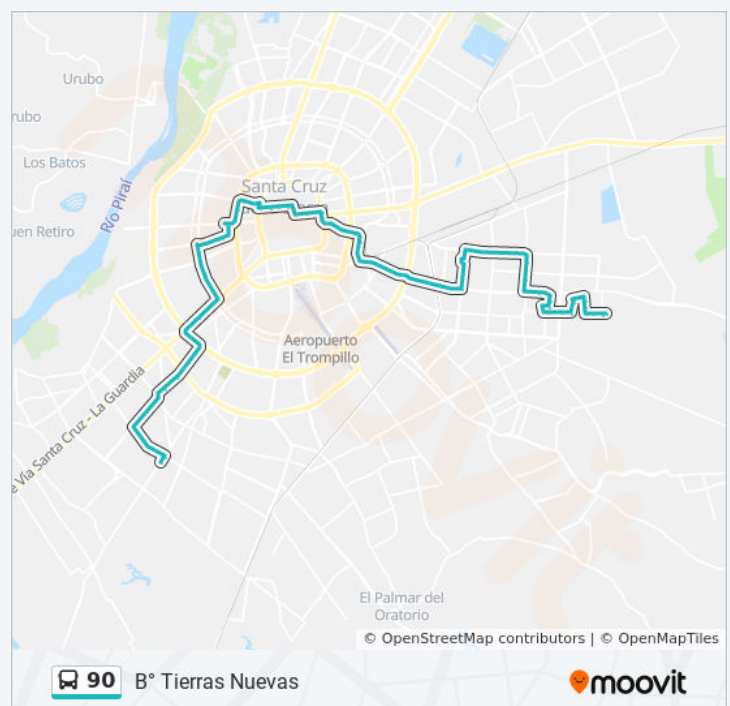 Urubo
rubo
Los Batos
Santa Cruz
Río Piraí
uen Retiro
Aeropuerto
El Trompillo
e Vía Santa Cruz - La Guardia
El Palmar del
Oratorio
© OpenStreetMap contributors | © OpenMapTiles
90 B° Tierras Nuevas
moovit